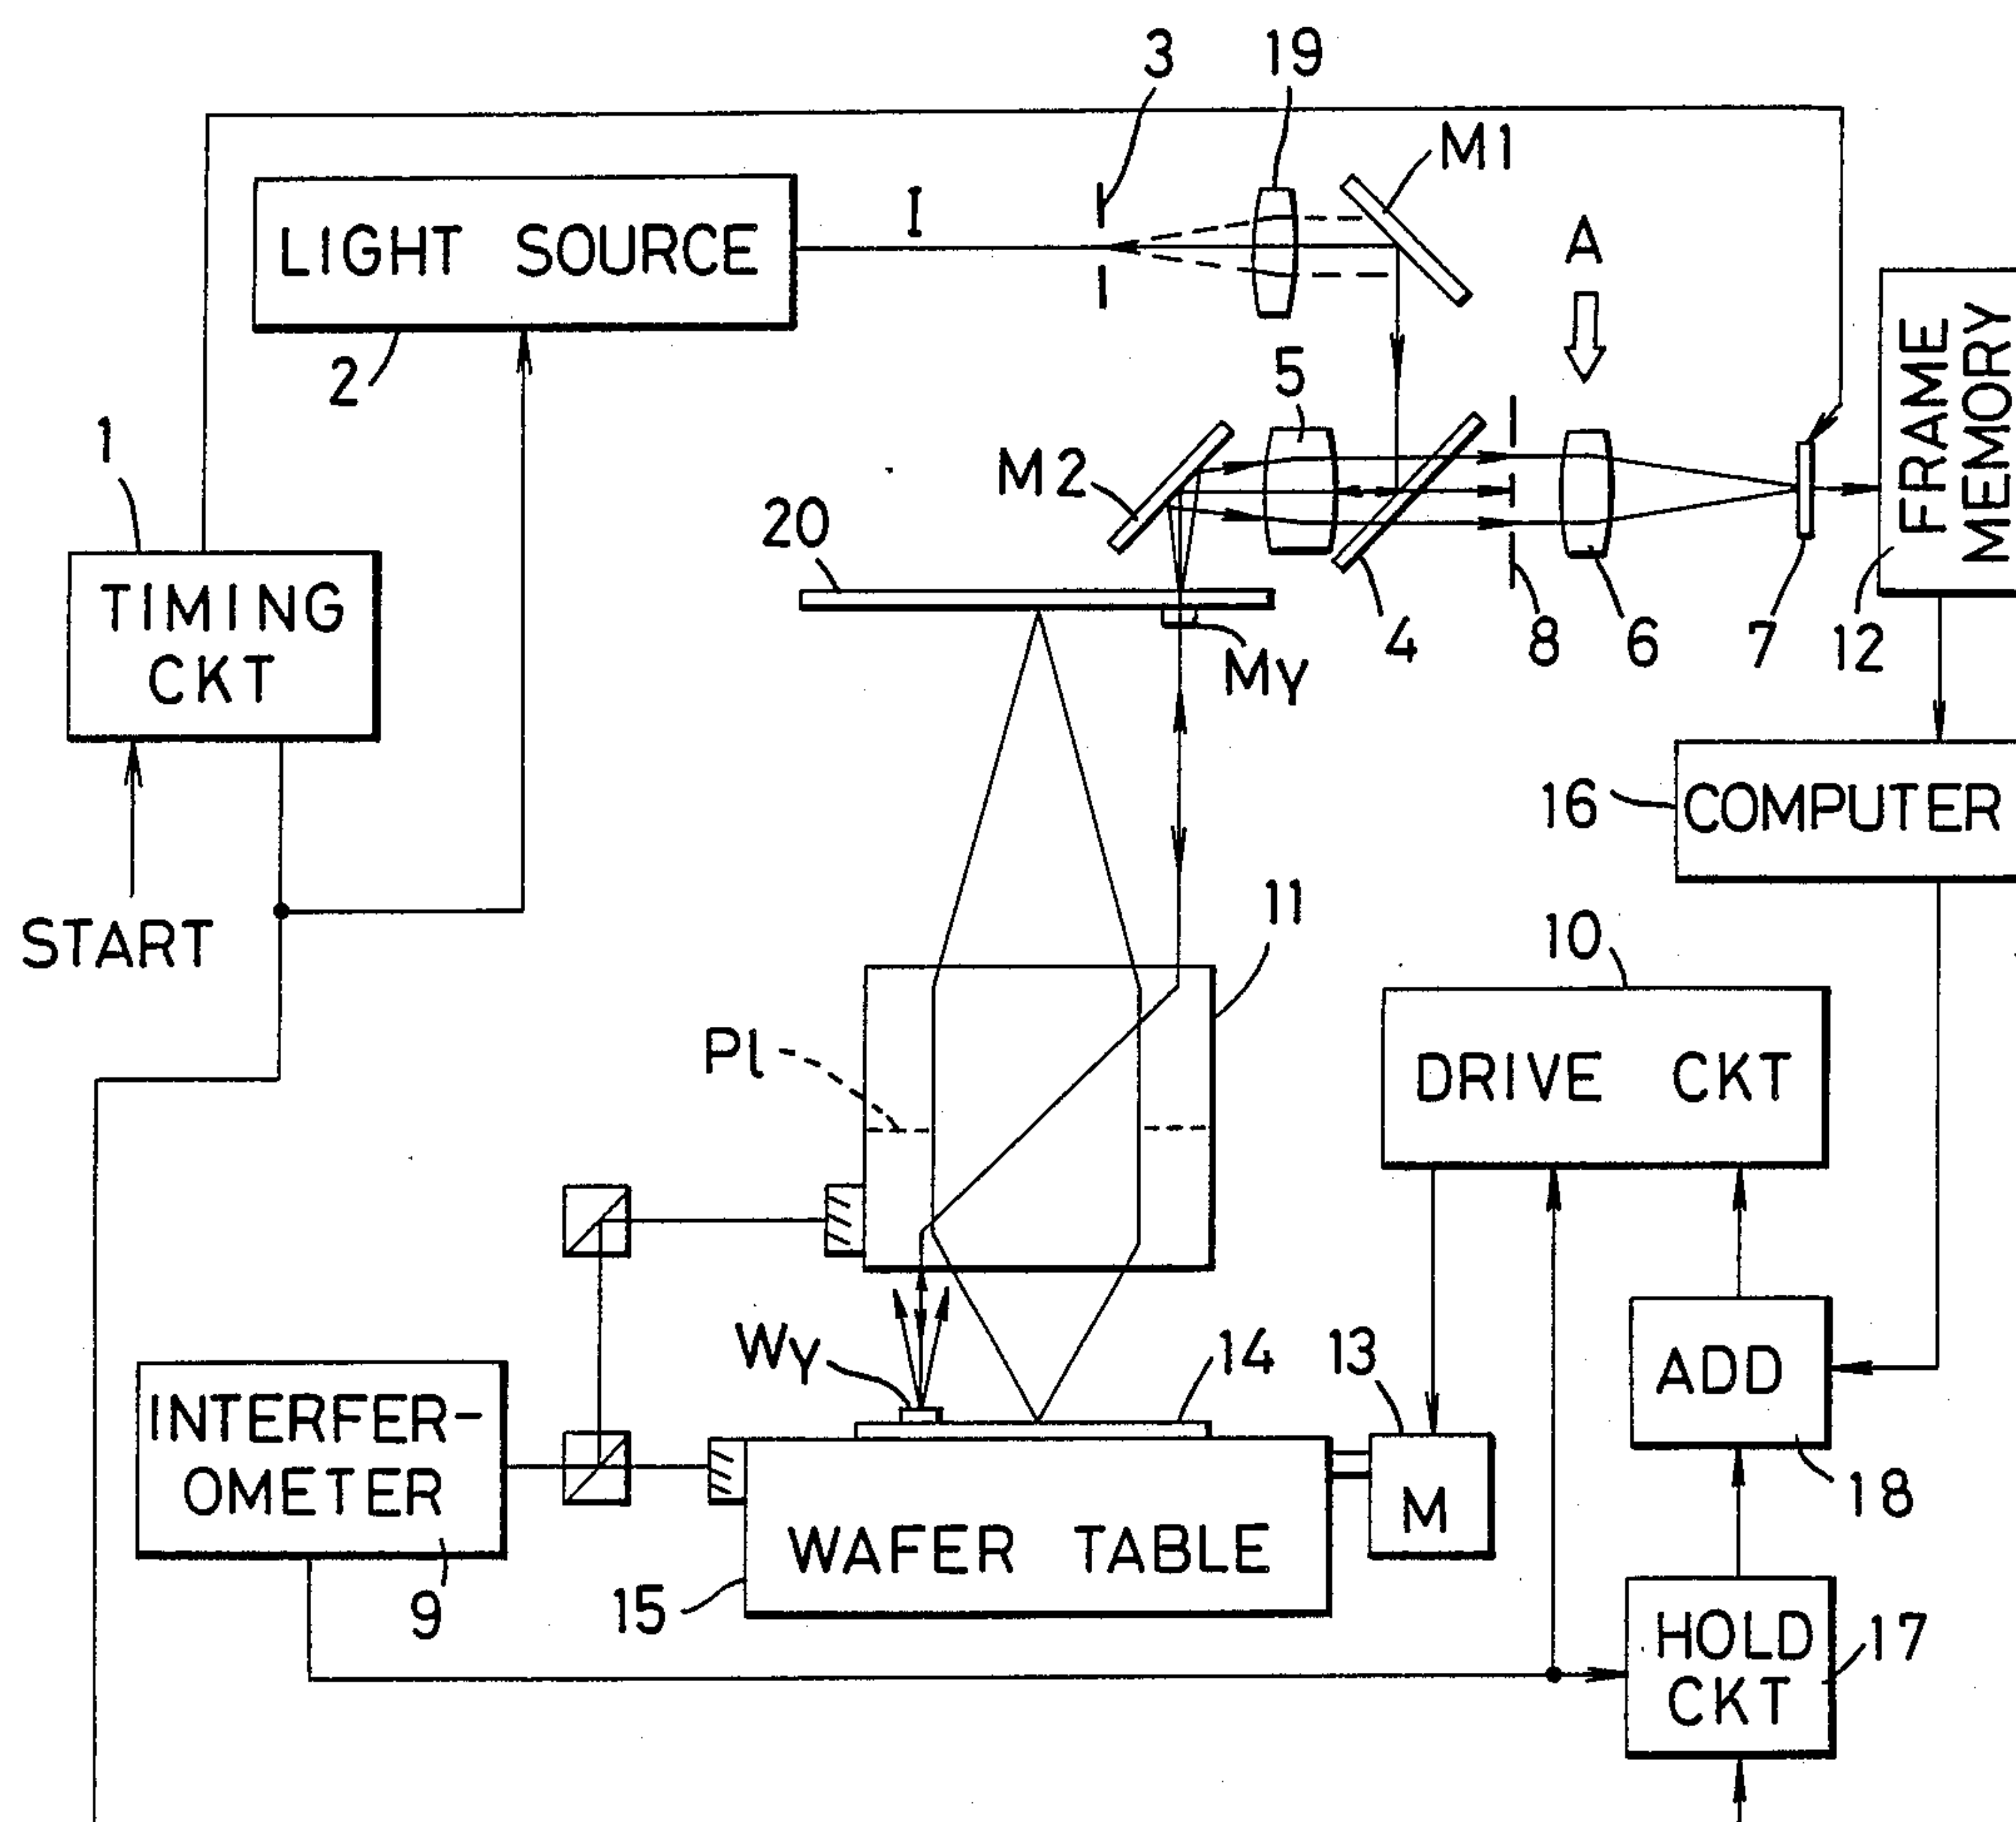 3
19
M1
I
LIGHT SOURCE
A
FRAME
MEMORY
2
5
1
M2
20
TIMING
CKT
4
8
6
7
12
My
16
COMPUTER
START
11
10
Pl
DRIVE CKT
Wy
14
13
INTERFER-
OMETER
ADD
M
18
WAFER TABLE
9
15
HOLD
CKT
17